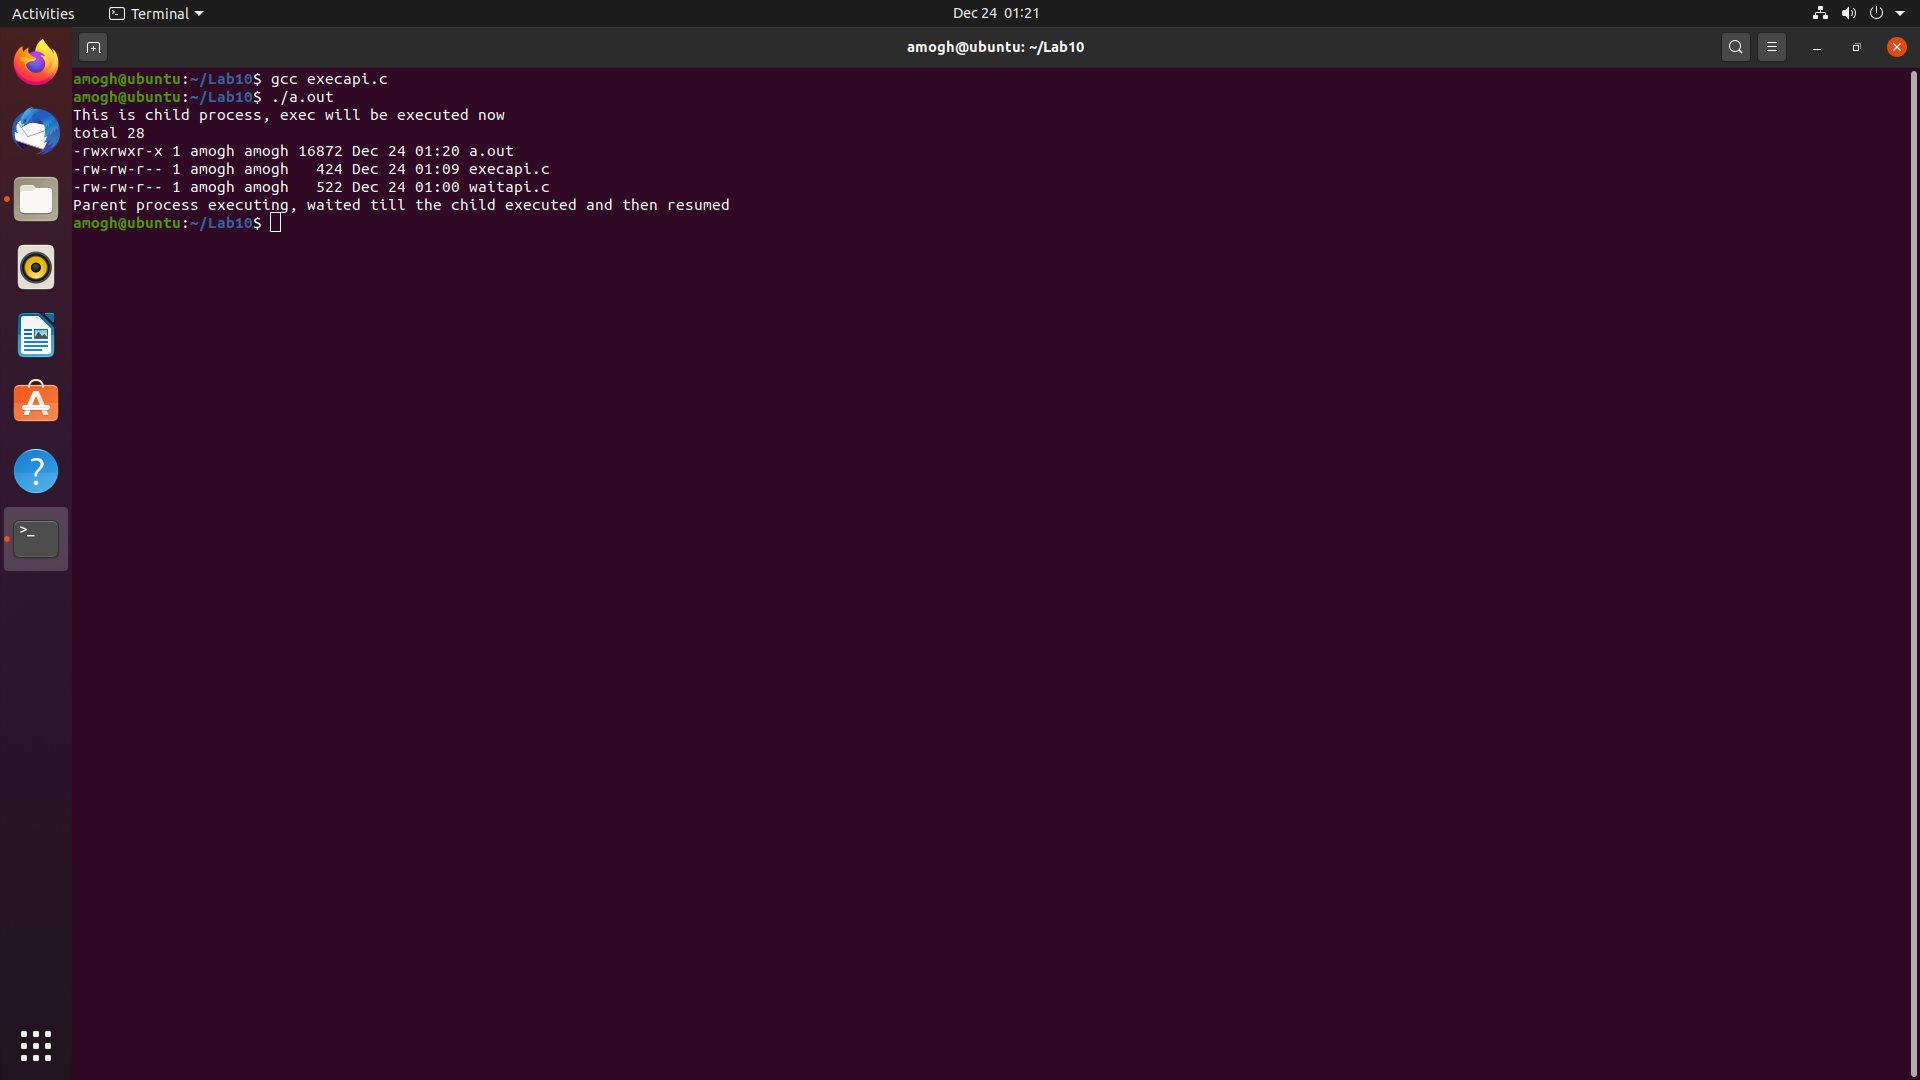 Activities Terminal Dec 24 01:21
amogh@ubuntu: ~/Lab10
amogh@ubuntu:~/Lab10$ gcc execapi.c
amogh@ubuntu:~/Lab10$ ./a.out
This is child process, exec will be executed now
total 28
-rwxrwxr-x 1 amogh amogh 16872 Dec 24 01:20 a.out
-rw-rw-r-- 1 amogh amogh   424 Dec 24 01:09 execapi.c
-rw-rw-r-- 1 amogh amogh   522 Dec 24 01:00 waitapi.c
Parent process executing, waited till the child executed and then resumed
amogh@ubuntu:~/Lab10$